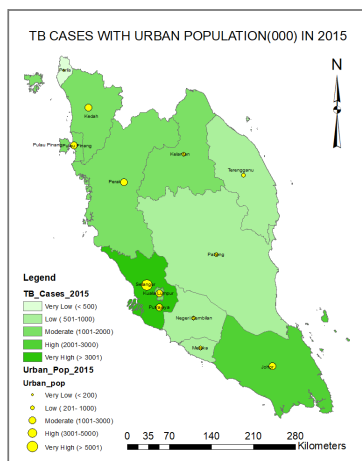 TB CASES WITH URBAN POPULATION(000) IN 2015
N
Perlis
Kedah
Pulau Pinang
Pulau Pinang
Kelantan
Terengganu
Perak
Pahang
Selangor
Kuala Lumpur
Putrajaya
Negeri Sembilan
Melaka
Johor
Legend
TB_Cases_2015
Very Low (< 500)
Low ( 501-1000)
Moderate (1001-2000)
High (2001-3000)
Very High (> 3001)
Urban_Pop_2015
Urban_pop
Very Low (< 200)
Low ( 201- 1000)
Moderate (1001-3000)
High (3001-5000)
Very High (> 5001)
0 35 70 140 210 280
Kilometers